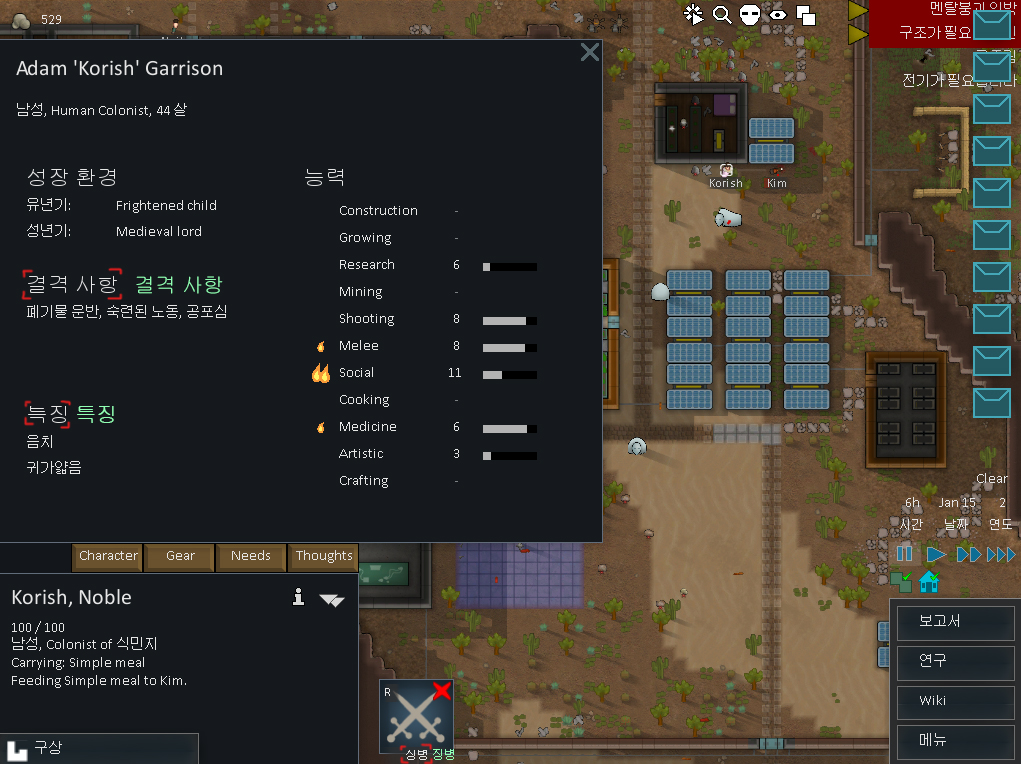 529
멘탈붕괴 임박
구조가 필요
전기가 필요합니다
Adam 'Korish' Garrison
남성, Human Colonist, 44 살
성장 환경
유년기: Frightened child
성년기: Medieval lord
결격 사항 결격 사항
폐기물 운반, 숙련된 노동, 공포심
특징 특징
음치
귀가얇음
능력
Construction -
Growing -
Research 6
Mining -
Shooting 8
Melee 8
Social 11
Cooking -
Medicine 6
Artistic 3
Crafting -
Korish Kim
Clear
6h Jan 15 2
시간 날짜 연도
Character Gear Needs Thoughts
Korish, Noble
100 / 100
남성, Colonist of 식민지
Carrying: Simple meal
Feeding Simple meal to Kim.
R
징병 징병
구상
보고서
연구
Wiki
메뉴